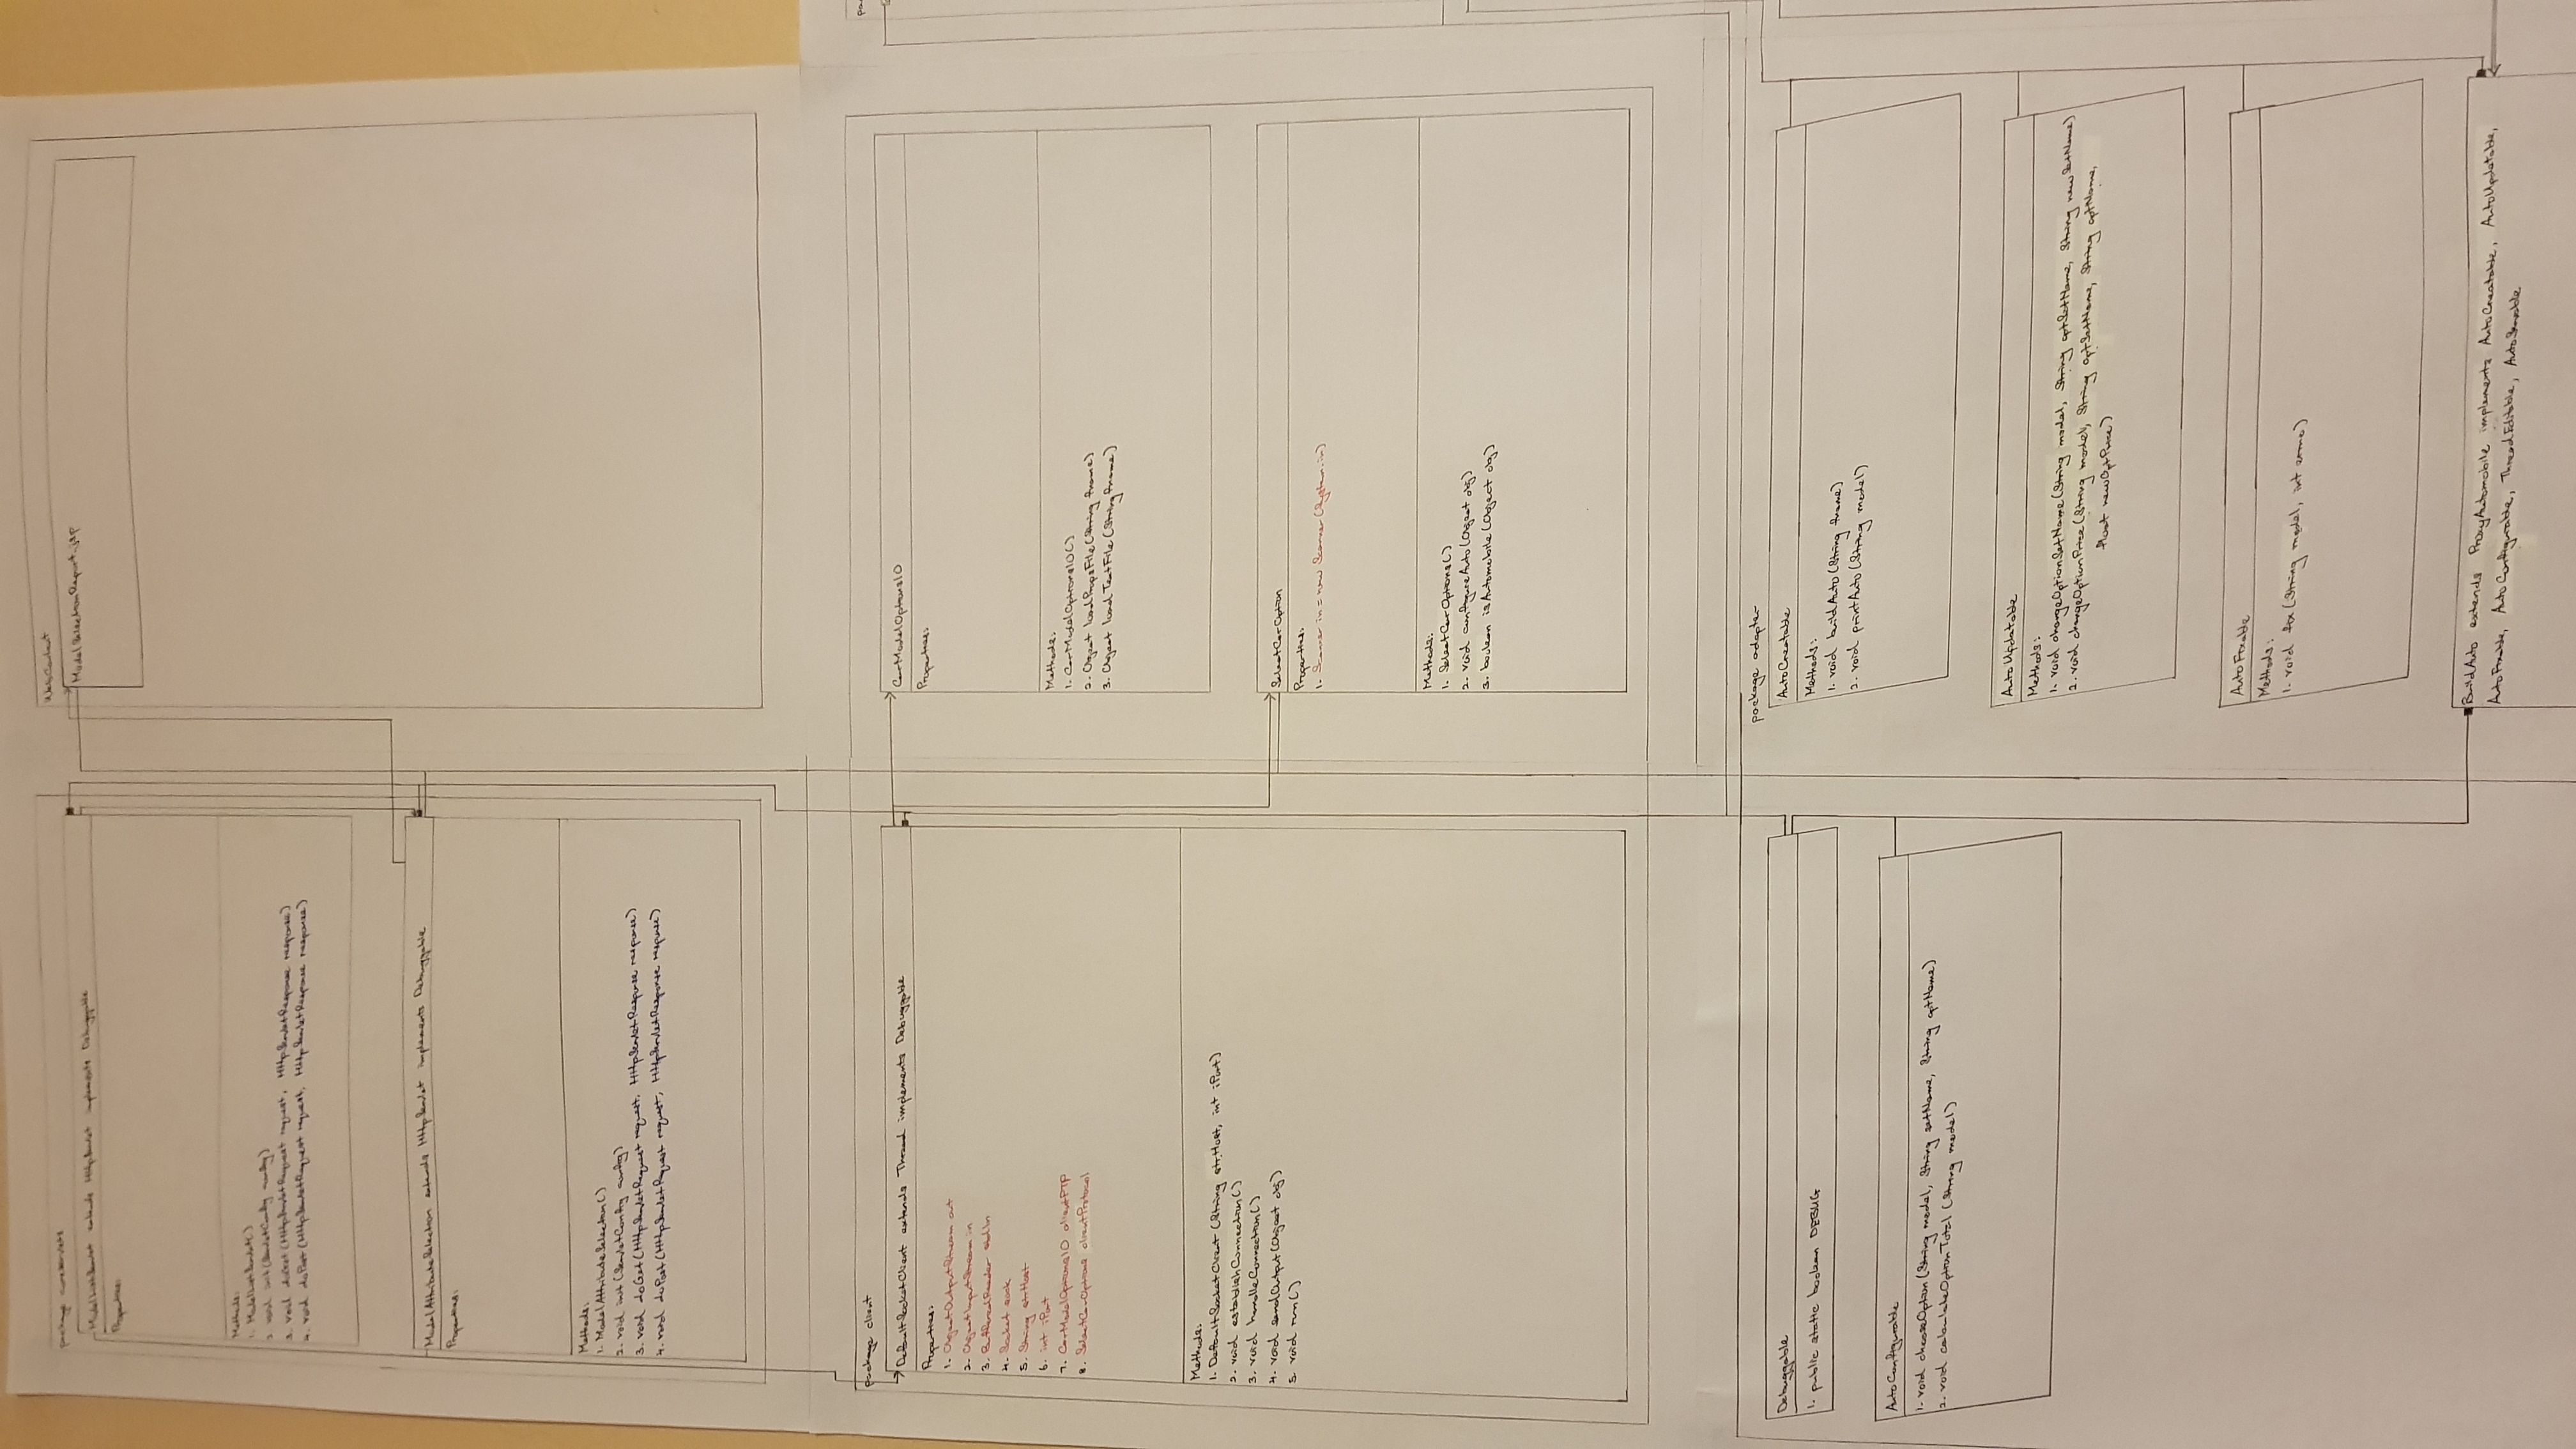 package coreServlets
ModelListServlet extends HttpServlet implements Debuggable
Properties:
Methods:
1. ModelListServlet()
2. void init(ServletConfig config)
3. void doGet(HttpServletRequest request, HttpServletResponse response)
4. void doPost(HttpServletRequest request, HttpServletResponse response)
ModelAttributeSelection extends HttpServlet implements Debuggable
Properties:
Methods:
1. ModelAttributeSelection()
2. void init(ServletConfig config)
3. void doGet(HttpServletRequest request, HttpServletResponse response)
4. void doPost(HttpServletRequest request, HttpServletResponse response)
WebContent
ModelSelectionReport.jsp
package client
DefaultSocketClient extends Thread implements Debuggable
Properties:
1. ObjectOutputStream out
2. ObjectInputStream in
3. BufferedReader stdIn
4. Socket sock
5. String strHost
6. int iPort
7. CarModelOptionsIO clientFTP
8. SelectCarOptions clientProtocol
Methods:
1. DefaultSocketClient(String strHost, int iPort)
2. void establishConnection()
3. void handleConnection()
4. void sendOutput(Object obj)
5. void run()
CarModelOptionsIO
Properties:
Methods:
1. CarModelOptionsIO()
2. Object loadPropsFile(String fname)
3. Object loadTextFile(String fname)
SelectCarOption
Properties:
1. Scanner in = new Scanner(System.in)
Methods:
1. SelectCarOptions()
2. void configureAuto(Object obj)
3. boolean isAutomobile(Object obj)
Debuggable
1. public static boolean DEBUG
AutoConfigurable
1. void chooseOption(String model, String setName, String optName)
2. void calculateOptionTotal(String model)
package adapter
AutoCreatable
Methods:
1. void buildAuto(String fname)
2. void printAuto(String model)
AutoUpdatable
Methods:
1. void changeOptionSetName(String model, String optSetName, String newSetName)
2. void changeOptionPrice(String model, String optSetName, String optName,
float newOptPrice)
AutoFixable
Methods:
1. void fix(String model, int errno)
BuildAuto extends ProxyAutomobile implements AutoCreatable, AutoUpdatable,
AutoFixable, AutoConfigurable, ThreadEditable, AutoServable